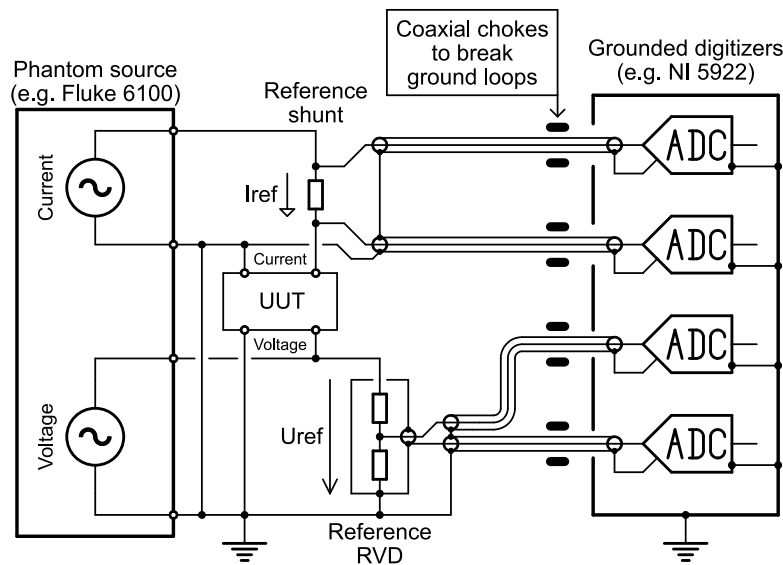 Coaxial chokes
to break
ground loops
Grounded digitizers
(e.g. NI 5922)
Phantom source
(e.g. Fluke 6100)
Reference
shunt
Current
Iref
ADC
ADC
Current
UUT
Voltage
ADC
Voltage
Uref
ADC
Reference
RVD